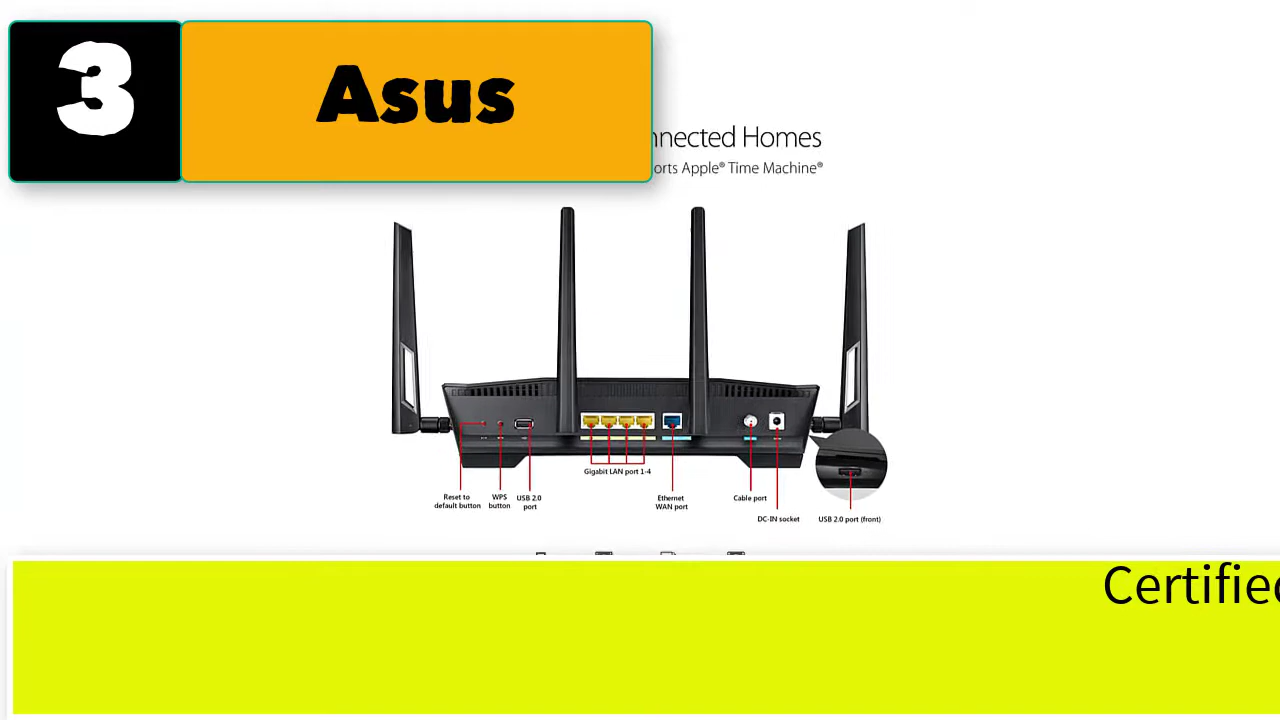 3
Asus
nnected Homes
orts Apple® Time Machine®
Gigabit LAN port 1-4
Reset to
default button
WPS
button
USB 2.0
port
Ethernet
WAN port
Cable port
DC-IN socket
USB 2.0 port (front)
Certified